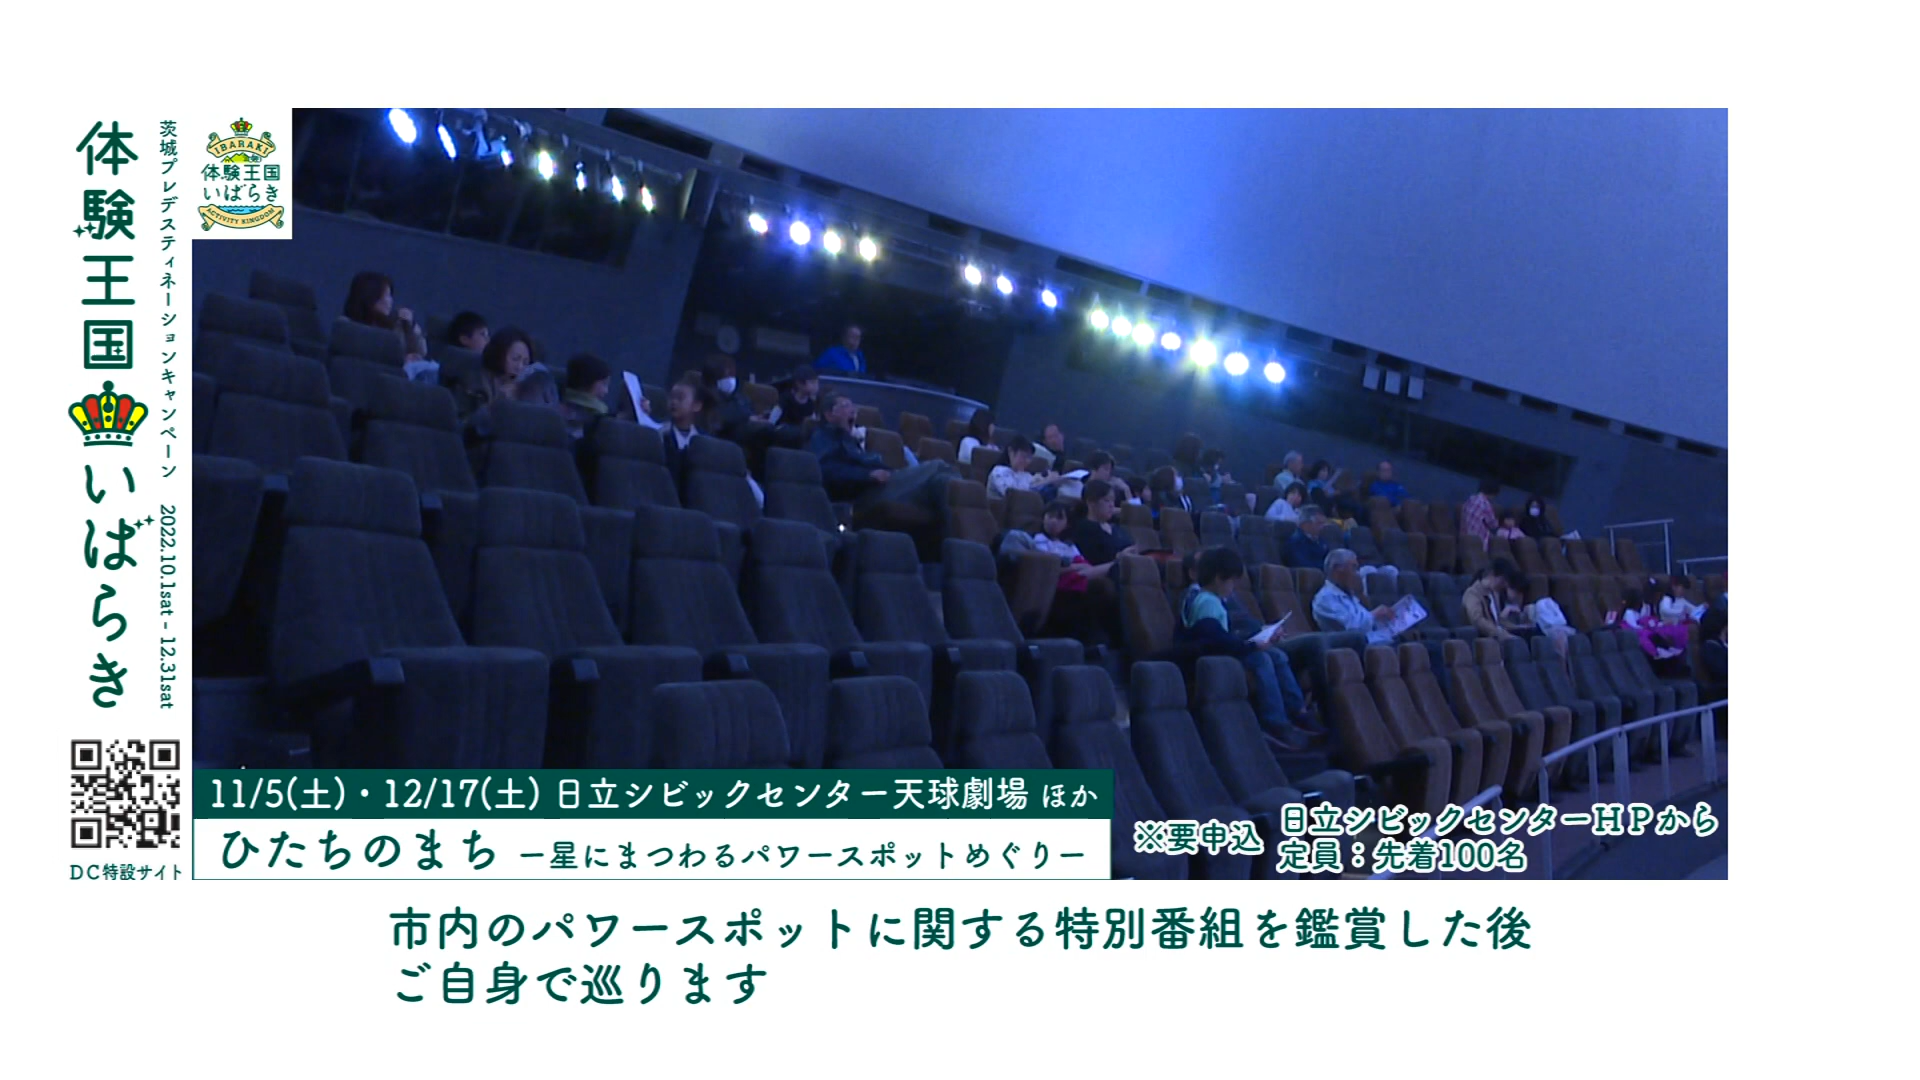 体験王国いばらき
茨城プレデスティネーションキャンペーン 2022.10.1sat - 12.31sat
IBARAKI
体験王国
いばらき
ACTIVITY KINGDOM
DC特設サイト
11/5(土)・12/17(土) 日立シビックセンター天球劇場 ほか
ひたちのまち ー星にまつわるパワースポットめぐりー
※要申込
日立シビックセンターHPから
定員：先着100名
市内のパワースポットに関する特別番組を鑑賞した後
ご自身で巡ります